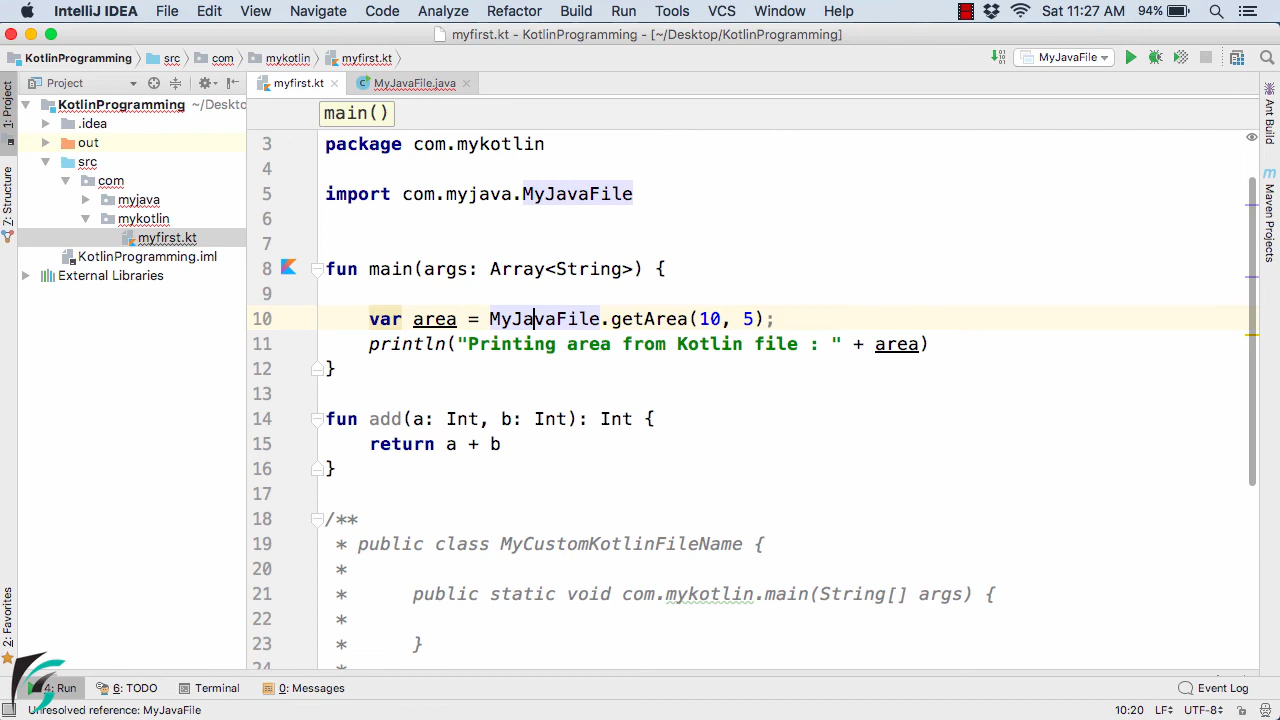 IntelliJ IDEA File Edit View Navigate Code Analyze Refactor Build Run Tools VCS Window Help Sat 11:27 AM 94%
myfirst.kt - KotlinProgramming - [~/Desktop/KotlinProgramming]
KotlinProgramming src com mykotlin myfirst.kt MyJavaFile
Project myfirst.kt MyJavaFile.java
1: Project
7: Structure
2: Favorites
KotlinProgramming ~/Deskto
.idea
out
src
com
myjava
mykotlin
myfirst.kt
KotlinProgramming.iml
External Libraries
main()
3 package com.mykotlin
4
5 import com.myjava.MyJavaFile
6
7
8 fun main(args: Array<String>) {
9
10 var area = MyJavaFile.getArea(10, 5);
11 println("Printing area from Kotlin file : " + area)
12 }
13
14 fun add(a: Int, b: Int): Int {
15 return a + b
16 }
17
18 /**
19 * public class MyCustomKotlinFileName {
20 *
21 * public static void com.mykotlin.main(String[] args) {
22 *
23 * }
24 *
Ant Build
m Maven Projects
4: Run 6: TODO Terminal 0: Messages Event Log
Unresolved reference: MyJavaFile 10:20 LF÷ UTF-8÷